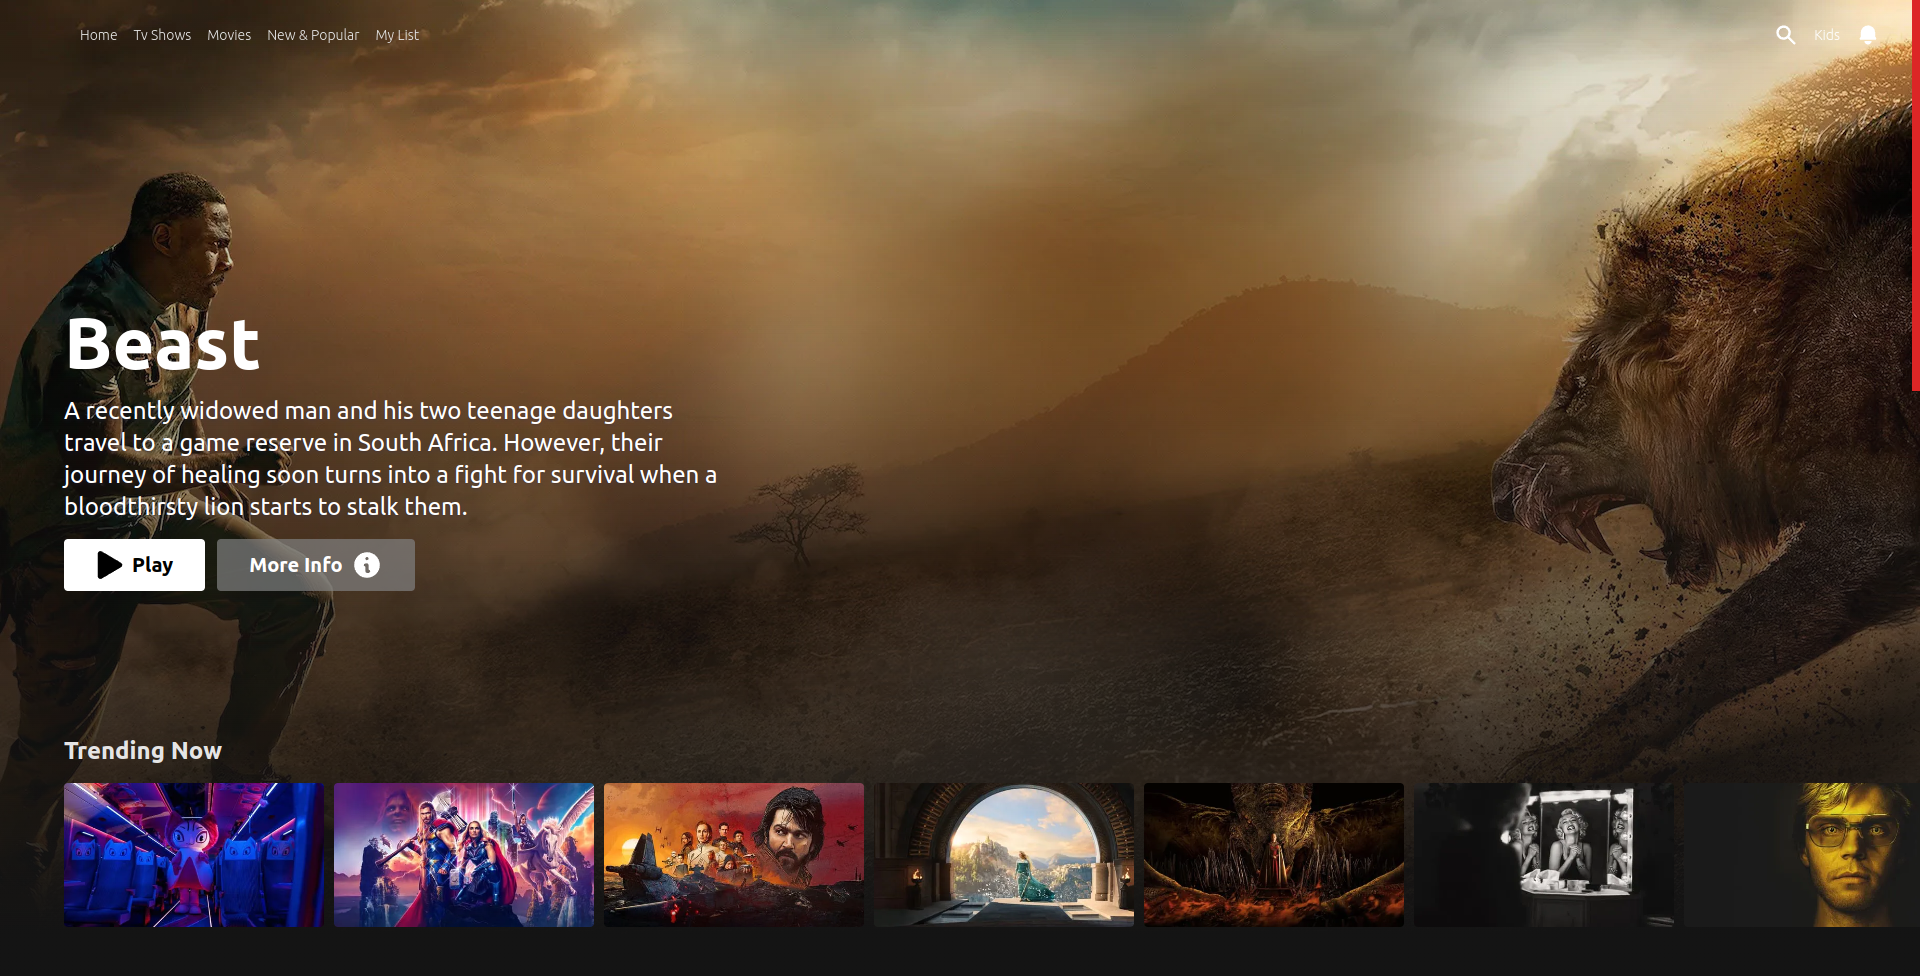 Home Tv Shows Movies New & Popular My List Kids
Beast
A recently widowed man and his two teenage daughters
travel to a game reserve in South Africa. However, their
journey of healing soon turns into a fight for survival when a
bloodthirsty lion starts to stalk them.
Play More Info
Trending Now